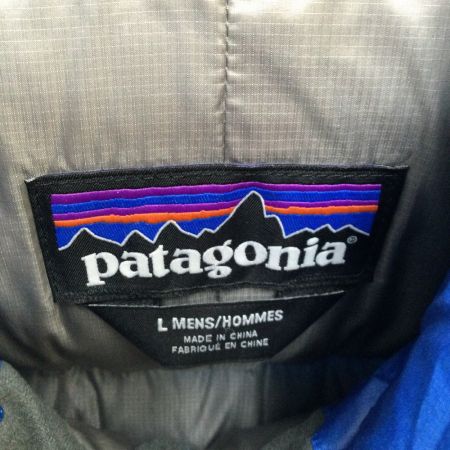 patagonia®
L MENS/HOMMES
MADE IN CHINA
FABRIQUÉ EN CHINE